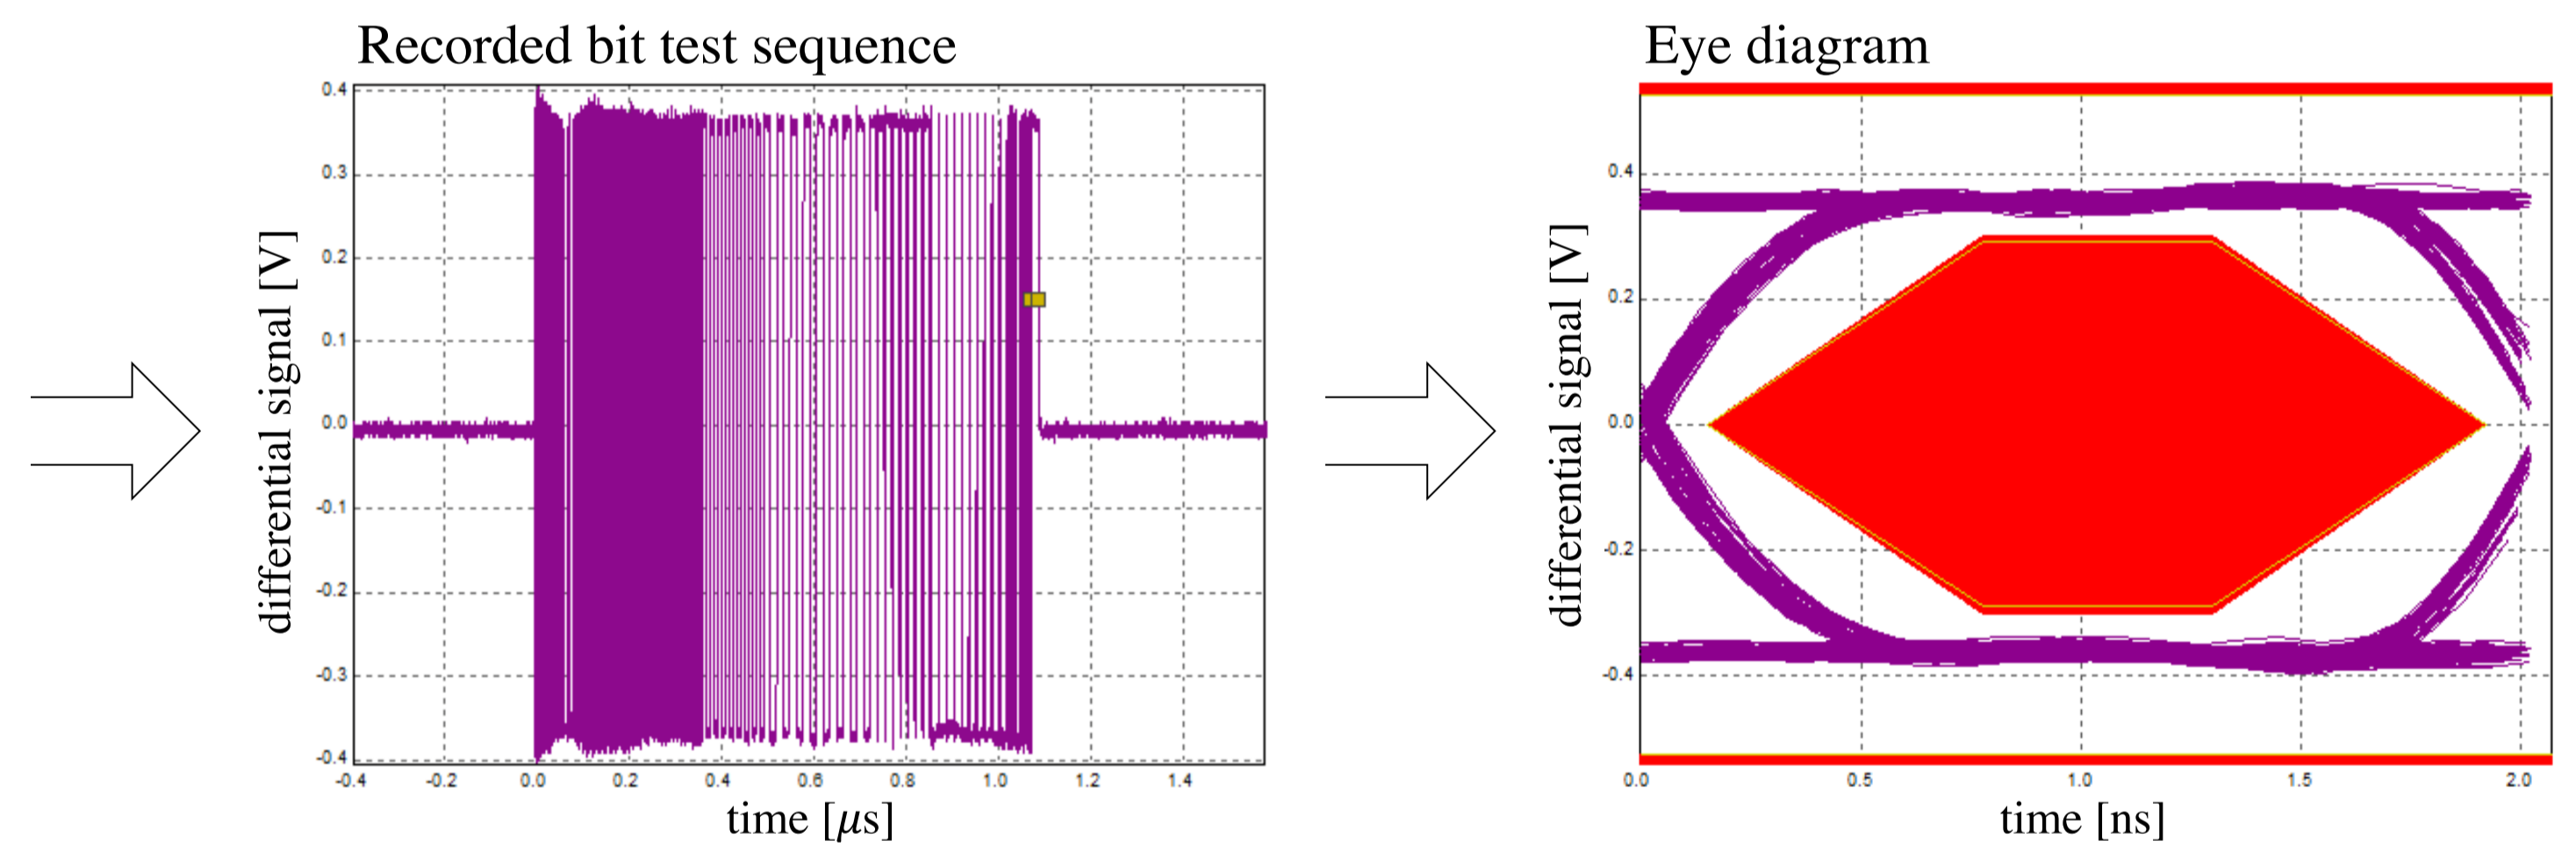 Recorded bit test sequence
differential signal [V]
0.4
0.3
0.2
0.1
0.0
-0.1
-0.2
-0.3
-0.4
-0.4 -0.2 0.0 0.2 0.4 0.6 0.8 1.0 1.2 1.4
time [μs]
Eye diagram
differential signal [V]
0.4
0.2
0.0
-0.2
-0.4
0.0 0.5 1.0 1.5 2.0
time [ns]